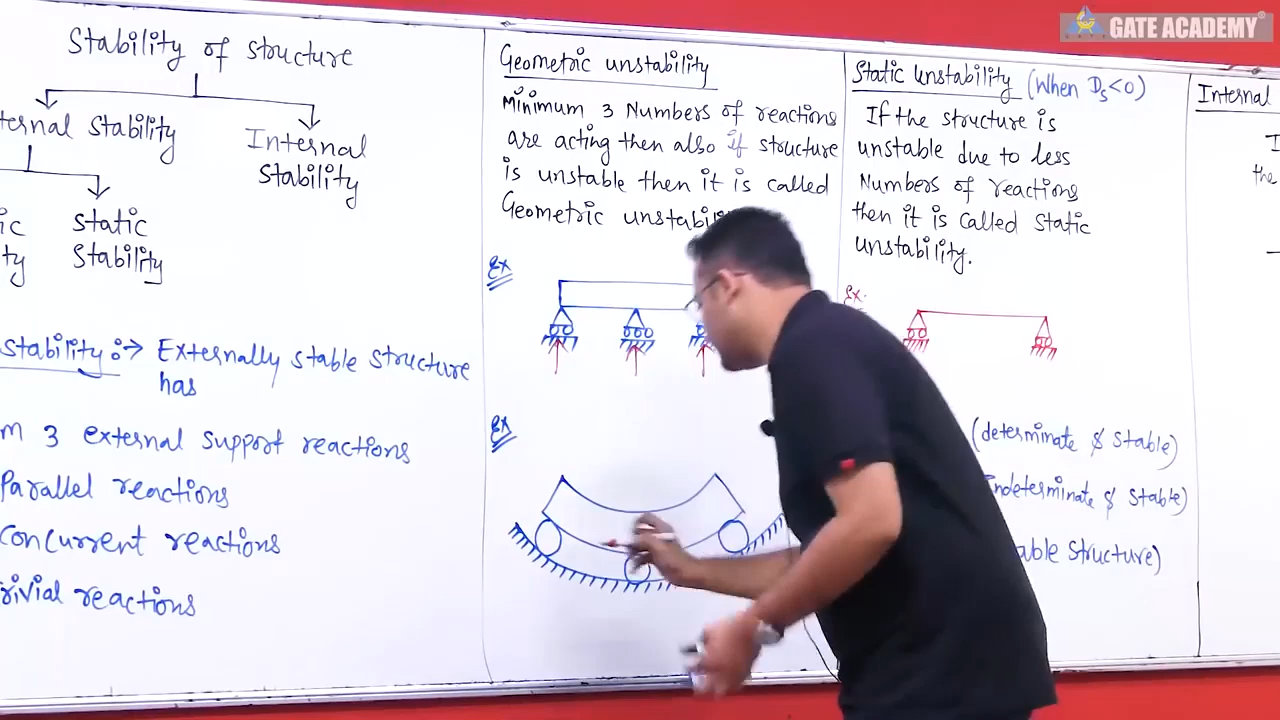 GATE ACADEMY
Stability of structure
ternal Stability
Internal
Stability
ic
static
ty
Stability
Stability :→ Externally stable structure
has
m 3 external support reactions
Parallel reactions
Concurrent reactions
rivial reactions
Geometric unstability
Minimum 3 Numbers of reactions
are acting then also if structure
is unstable then it is called
Geometric unstabi
Ex
Ex
Static Unstability (When Ds<0)
If the structure is
unstable due to less
Numbers of reactions
then it is called static
unstability.
Ex:
(determinate & Stable)
ndeterminate & Stable)
able Structure)
Internal
I
the